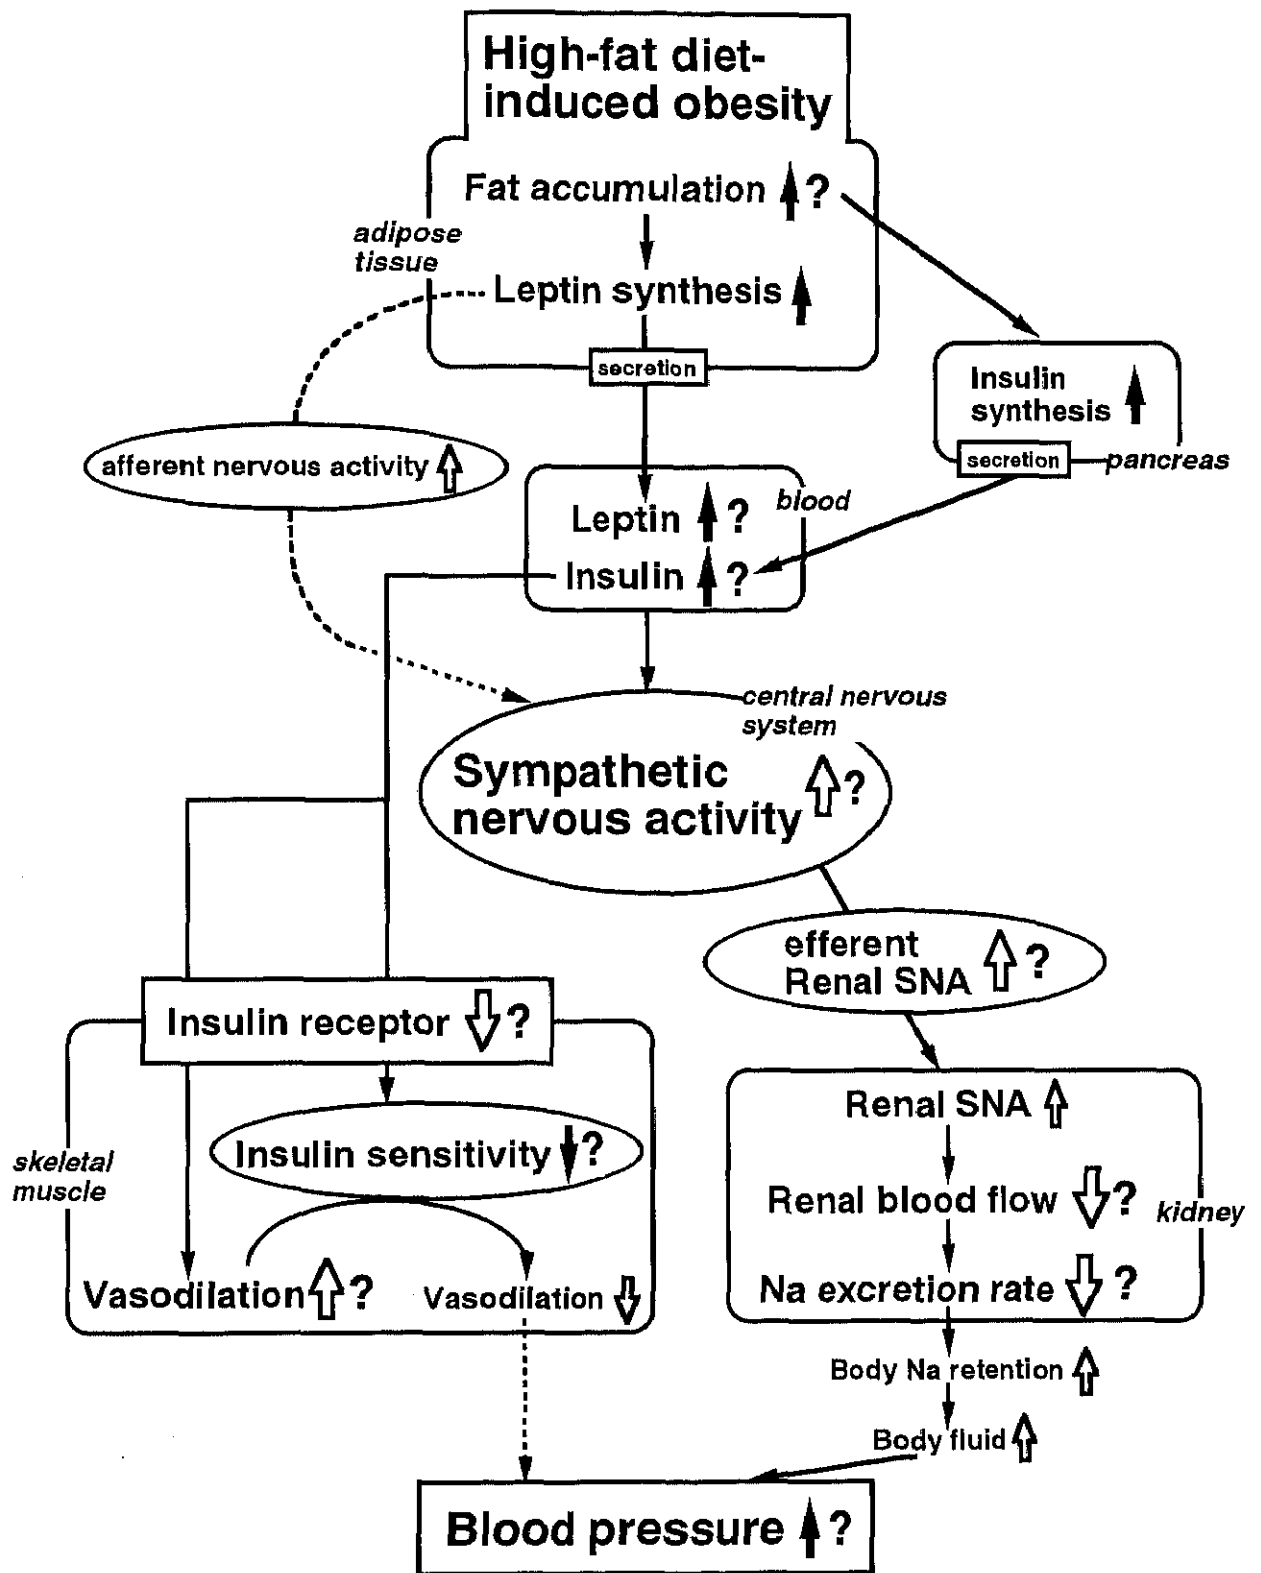 High-fat diet-
induced obesity
Fat accumulation ?
adipose
tissue
Leptin synthesis
secretion
Insulin
synthesis
secretion
pancreas
afferent nervous activity
blood
Leptin ?
Insulin ?
central nervous
system
Sympathetic
nervous activity ?
efferent
Renal SNA ?
Insulin receptor ?
Renal SNA
Insulin sensitivity ?
skeletal
muscle
Renal blood flow ?
kidney
Vasodilation ?
Vasodilation
Na excretion rate ?
Body Na retention
Body fluid
Blood pressure ?